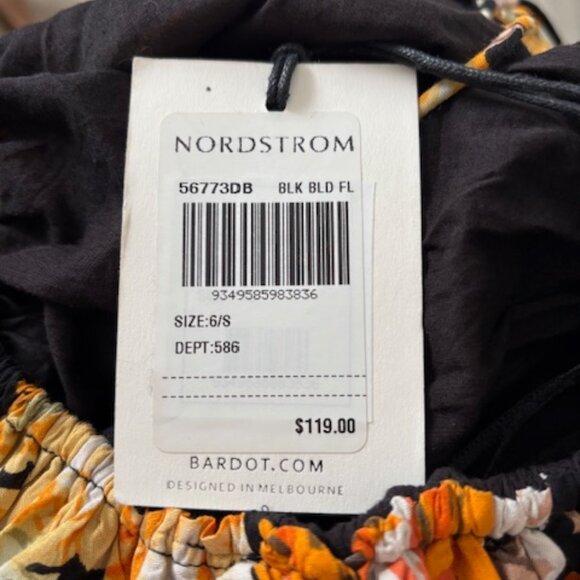 NORDSTROM
56773DB BLK BLD FL
9349585983836
SIZE:6/S
DEPT:586
$119.00
BARDOT.COM
DESIGNED IN MELBOURNE